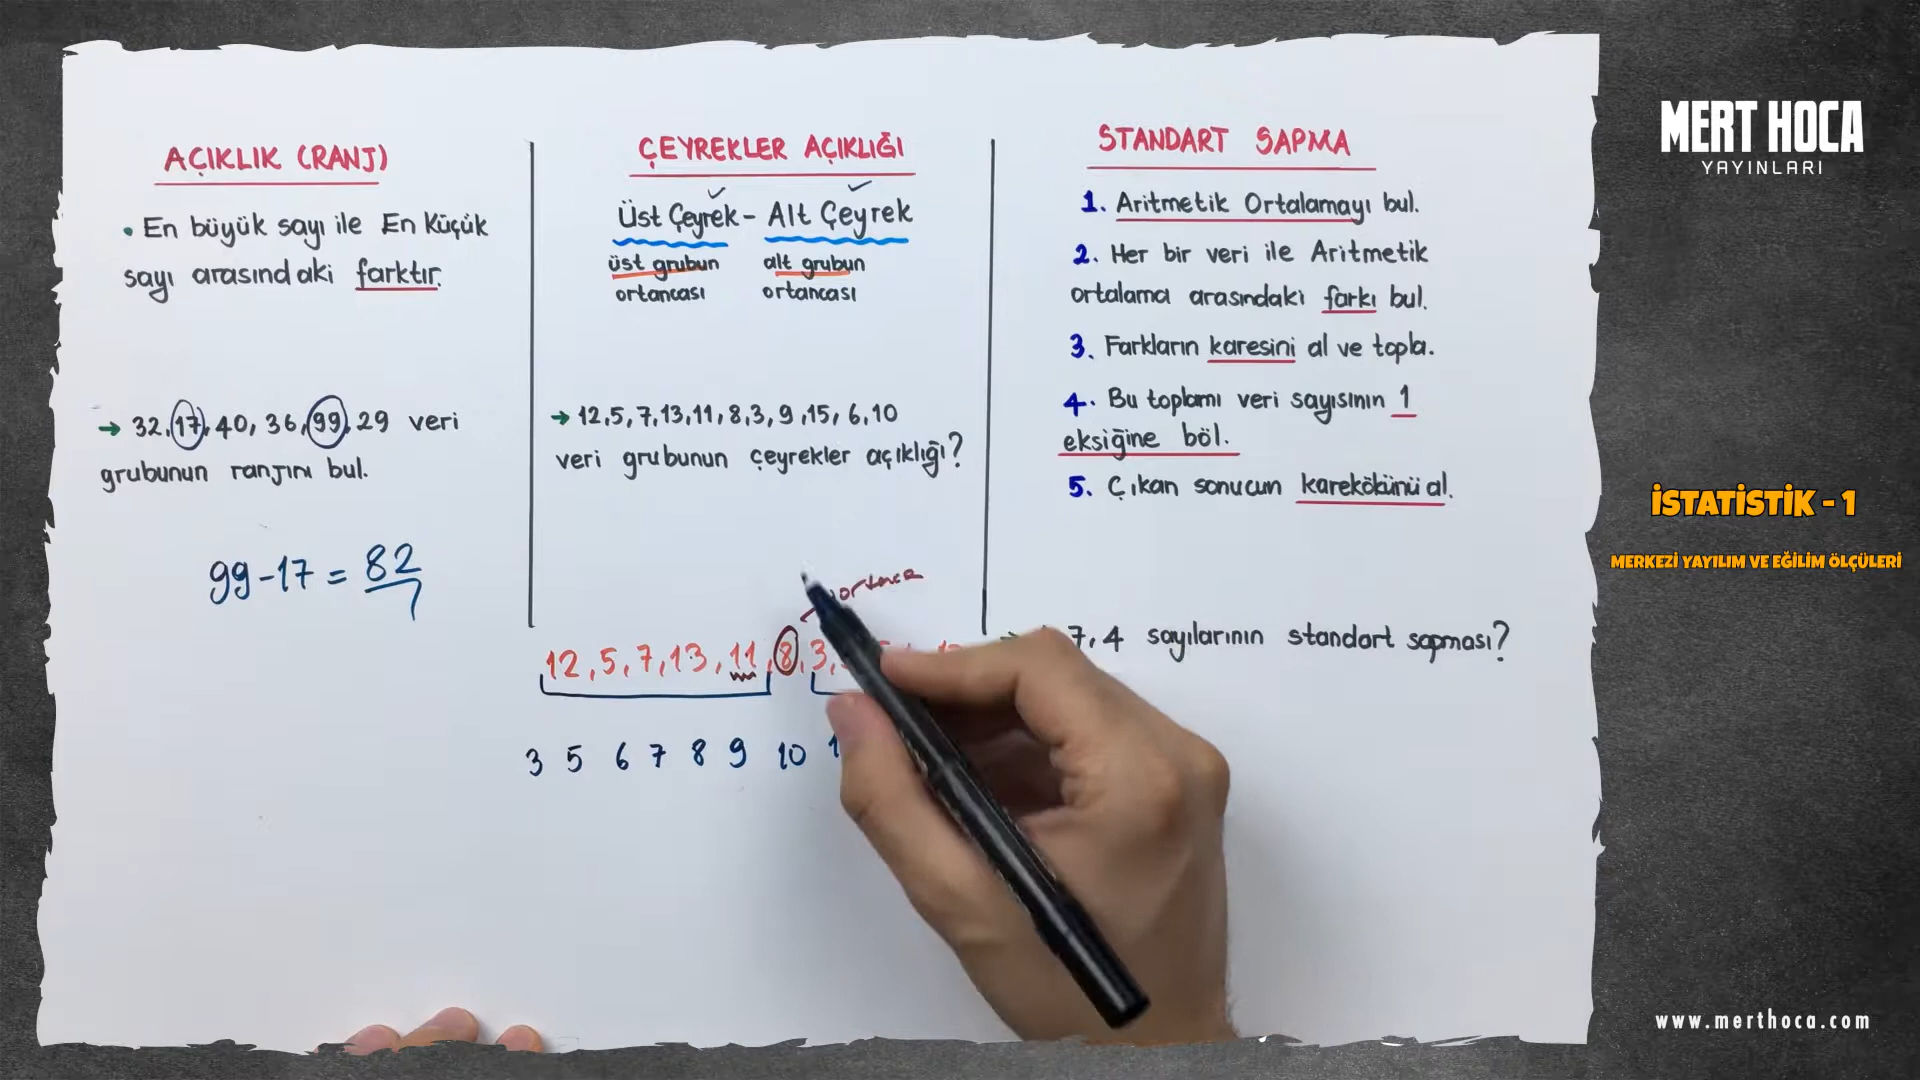 AÇIKLIK (RANJ)
• En büyük sayı ile En Küçük
sayı arasındaki farktır.
→ 32, 17, 40, 36, 99, 29 veri
grubunun ranjını bul.
99-17 = 82
ÇEYREKLER AÇIKLIĞI
Üst Çeyrek - Alt Çeyrek
üst grubun alt grubun
ortancası ortancası
→ 12, 5, 7, 13, 11, 8, 3, 9, 15, 6, 10
veri grubunun çeyrekler açıklığı?
ortanca
12, 5, 7, 13, 11, 8, 3,
3 5 6 7 8 9 10
STANDART SAPMA
1. Aritmetik Ortalamayı bul.
2. Her bir veri ile Aritmetik
ortalama arasındaki farkı bul.
3. Farkların karesini al ve topla.
4. Bu toplamı veri sayısının 1
eksiğine böl.
5. Çıkan sonucun karekökünü al.
7, 4 sayılarının standart sapması?
MERT HOCA
YAYINLARI
İSTATİSTİK - 1
MERKEZİ YAYILIM VE EĞİLİM ÖLÇÜLERİ
www.merthoca.com